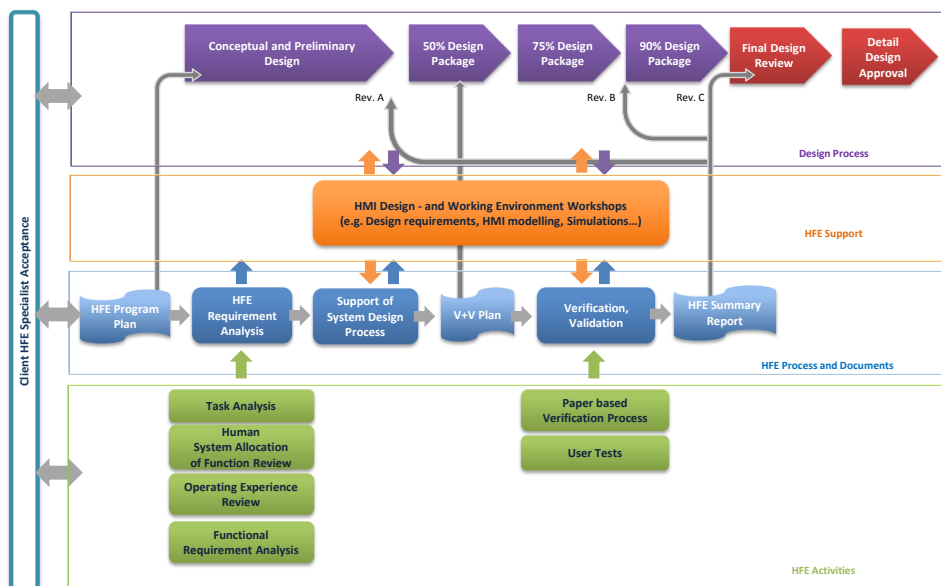 Client HFE Specialist Acceptance
Conceptual and Preliminary
Design
50% Design
Package
75% Design
Package
90% Design
Package
Final Design
Review
Detail
Design
Approval
Rev. A
Rev. B
Rev. C
Design Process
HMI Design - and Working Environment Workshops
(e.g. Design requirements, HMI modelling, Simulations...)
HFE Support
HFE Program
Plan
HFE
Requirement
Analysis
Support of
System Design
Process
V+V Plan
Verification,
Validation
HFE Summary
Report
HFE Process and Documents
Task Analysis
Human
System Allocation
of Function Review
Operating Experience
Review
Functional
Requirement Analysis
Paper based
Verification Process
User Tests
HFE Activities